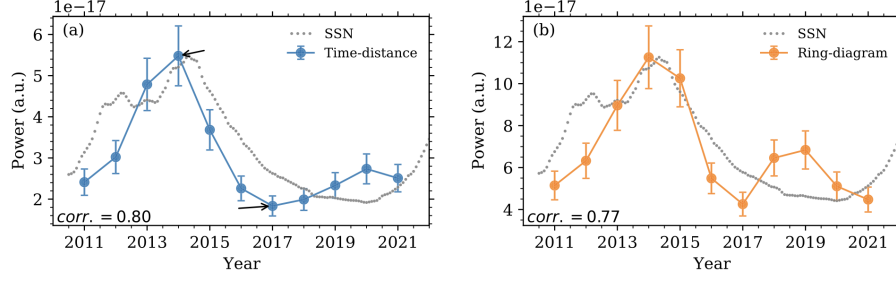 1e−17
(a)
SSN
Time-distance
Power (a.u.)
6
5
4
3
2
corr. = 0.80
2011 2013 2015 2017 2019 2021
Year
1e−17
(b)
SSN
Ring-diagram
Power (a.u.)
12
10
8
6
4
corr. = 0.77
2011 2013 2015 2017 2019 2021
Year